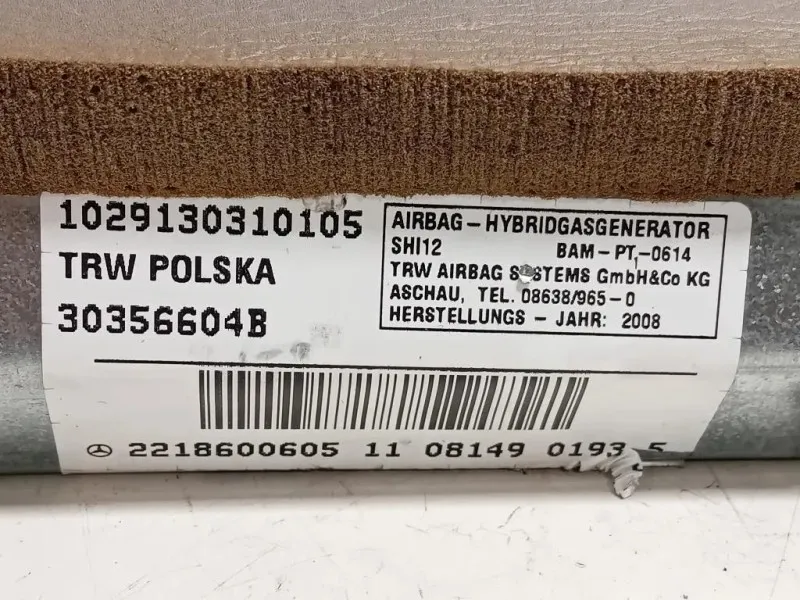 1029130310105
TRW POLSKA
30356604B
AIRBAG-HYBRIDGASGENERATOR
SHI12 BAM-PT,-0614
TRW AIRBAG SYSTEMS GmbH&Co KG
ASCHAU, TEL. 08638/965-0
HERSTELLUNGS - JAHR: 2008
2218600605 11 08149 0193 5